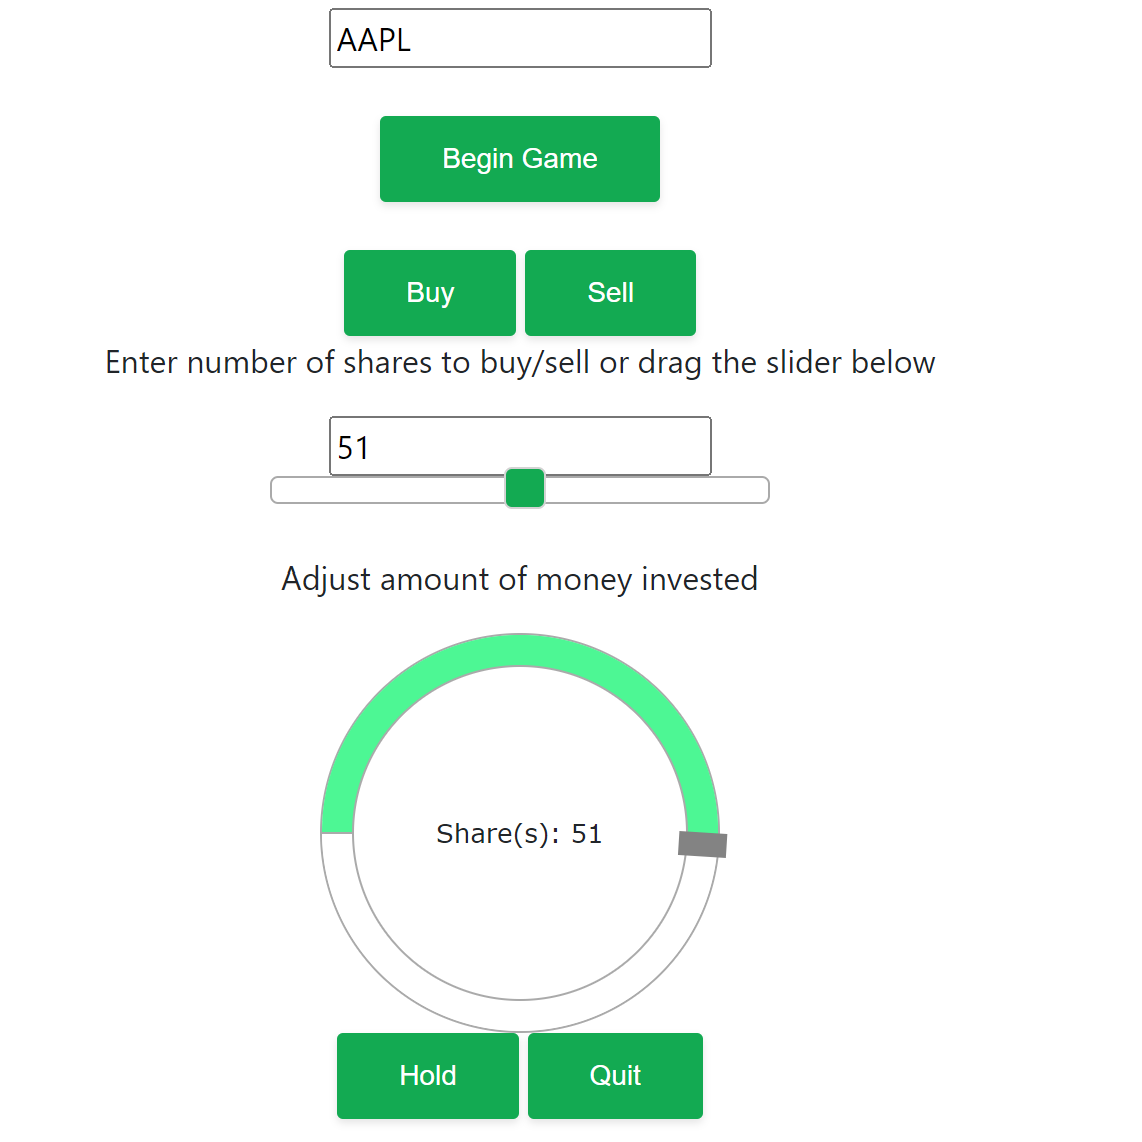 AAPL
Begin Game
Buy Sell
Enter number of shares to buy/sell or drag the slider below
51
Adjust amount of money invested
Share(s): 51
Hold Quit